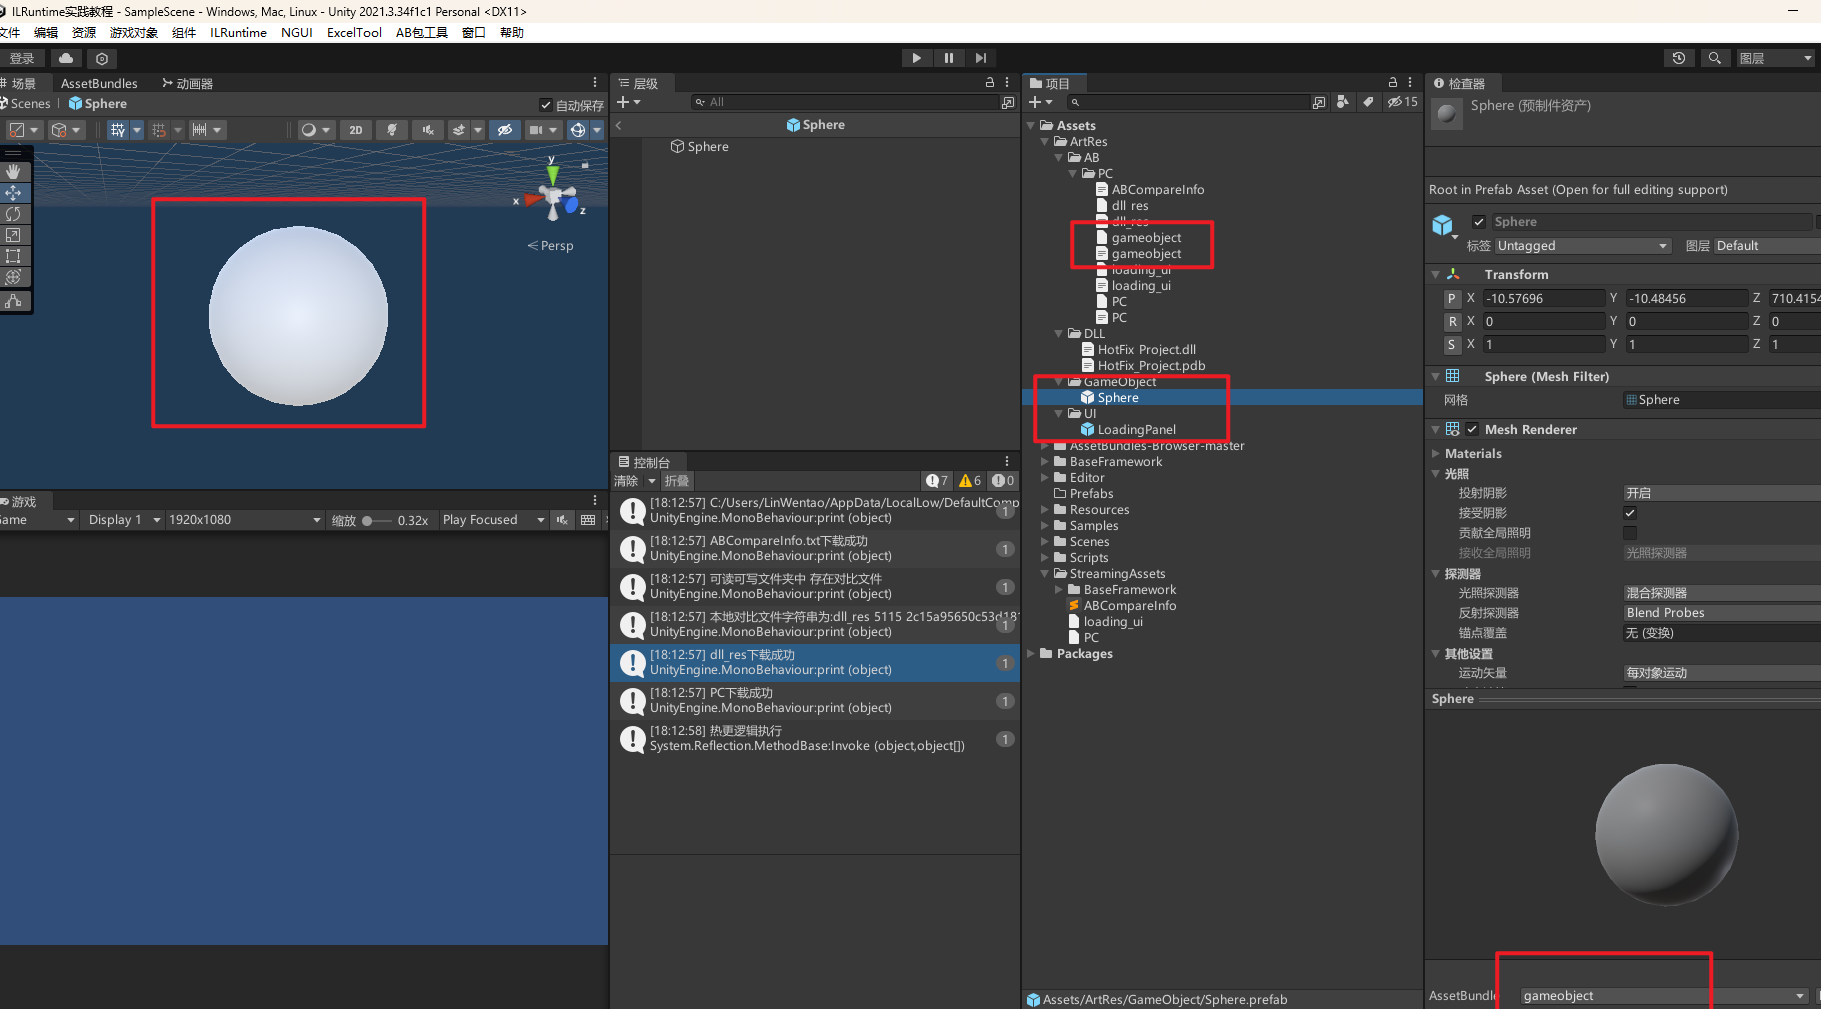 ILRuntime实践教程 - SampleScene - Windows, Mac, Linux - Unity 2021.3.34f1c1 Personal <DX11>
文件 编辑 资源 游戏对象 组件 ILRuntime NGUI ExcelTool AB包工具 窗口 帮助
登录
图层
场景 AssetBundles 动画器
Scenes Sphere 自动保存
2D
y
x
z
Persp
层级
All
Sphere
Sphere
项目
15
Assets
ArtRes
AB
PC
ABCompareInfo
dll_res
dll_res
gameobject
gameobject
loading_ui
loading_ui
PC
PC
DLL
HotFix_Project.dll
HotFix_Project.pdb
GameObject
Sphere
UI
LoadingPanel
AssetBundles-Browser-master
BaseFramework
Editor
Prefabs
Resources
Samples
Scenes
Scripts
StreamingAssets
BaseFramework
ABCompareInfo
loading_ui
PC
Packages
Assets/ArtRes/GameObject/Sphere.prefab
游戏
Game Display 1 1920x1080 缩放 0.32x Play Focused
控制台
清除 折叠 7 6 0
[18:12:57] C:/Users/LinWentao/AppData/LocalLow/DefaultComp
UnityEngine.MonoBehaviour:print (object) 1
[18:12:57] ABCompareInfo.txt下载成功
UnityEngine.MonoBehaviour:print (object) 1
[18:12:57] 可读可写文件夹中 存在对比文件
UnityEngine.MonoBehaviour:print (object) 1
[18:12:57] 本地对比文件字符串为:dll_res 5115 2c15a95650c53d181
UnityEngine.MonoBehaviour:print (object) 1
[18:12:57] dll_res下载成功
UnityEngine.MonoBehaviour:print (object) 1
[18:12:57] PC下载成功
UnityEngine.MonoBehaviour:print (object) 1
[18:12:58] 热更逻辑执行
System.Reflection.MethodBase:Invoke (object,object[]) 1
检查器
Sphere (预制件资产)
Root in Prefab Asset (Open for full editing support)
Sphere
标签 Untagged 图层 Default
Transform
P X -10.57696 Y -10.48456 Z 710.4154
R X 0 Y 0 Z 0
S X 1 Y 1 Z 1
Sphere (Mesh Filter)
网格 Sphere
Mesh Renderer
Materials
光照
投射阴影 开启
接受阴影
贡献全局照明
接收全局照明 光照探测器
探测器
光照探测器 混合探测器
反射探测器 Blend Probes
锚点覆盖 无 (变换)
其他设置
运动矢量 每对象运动
Sphere
AssetBundle gameobject